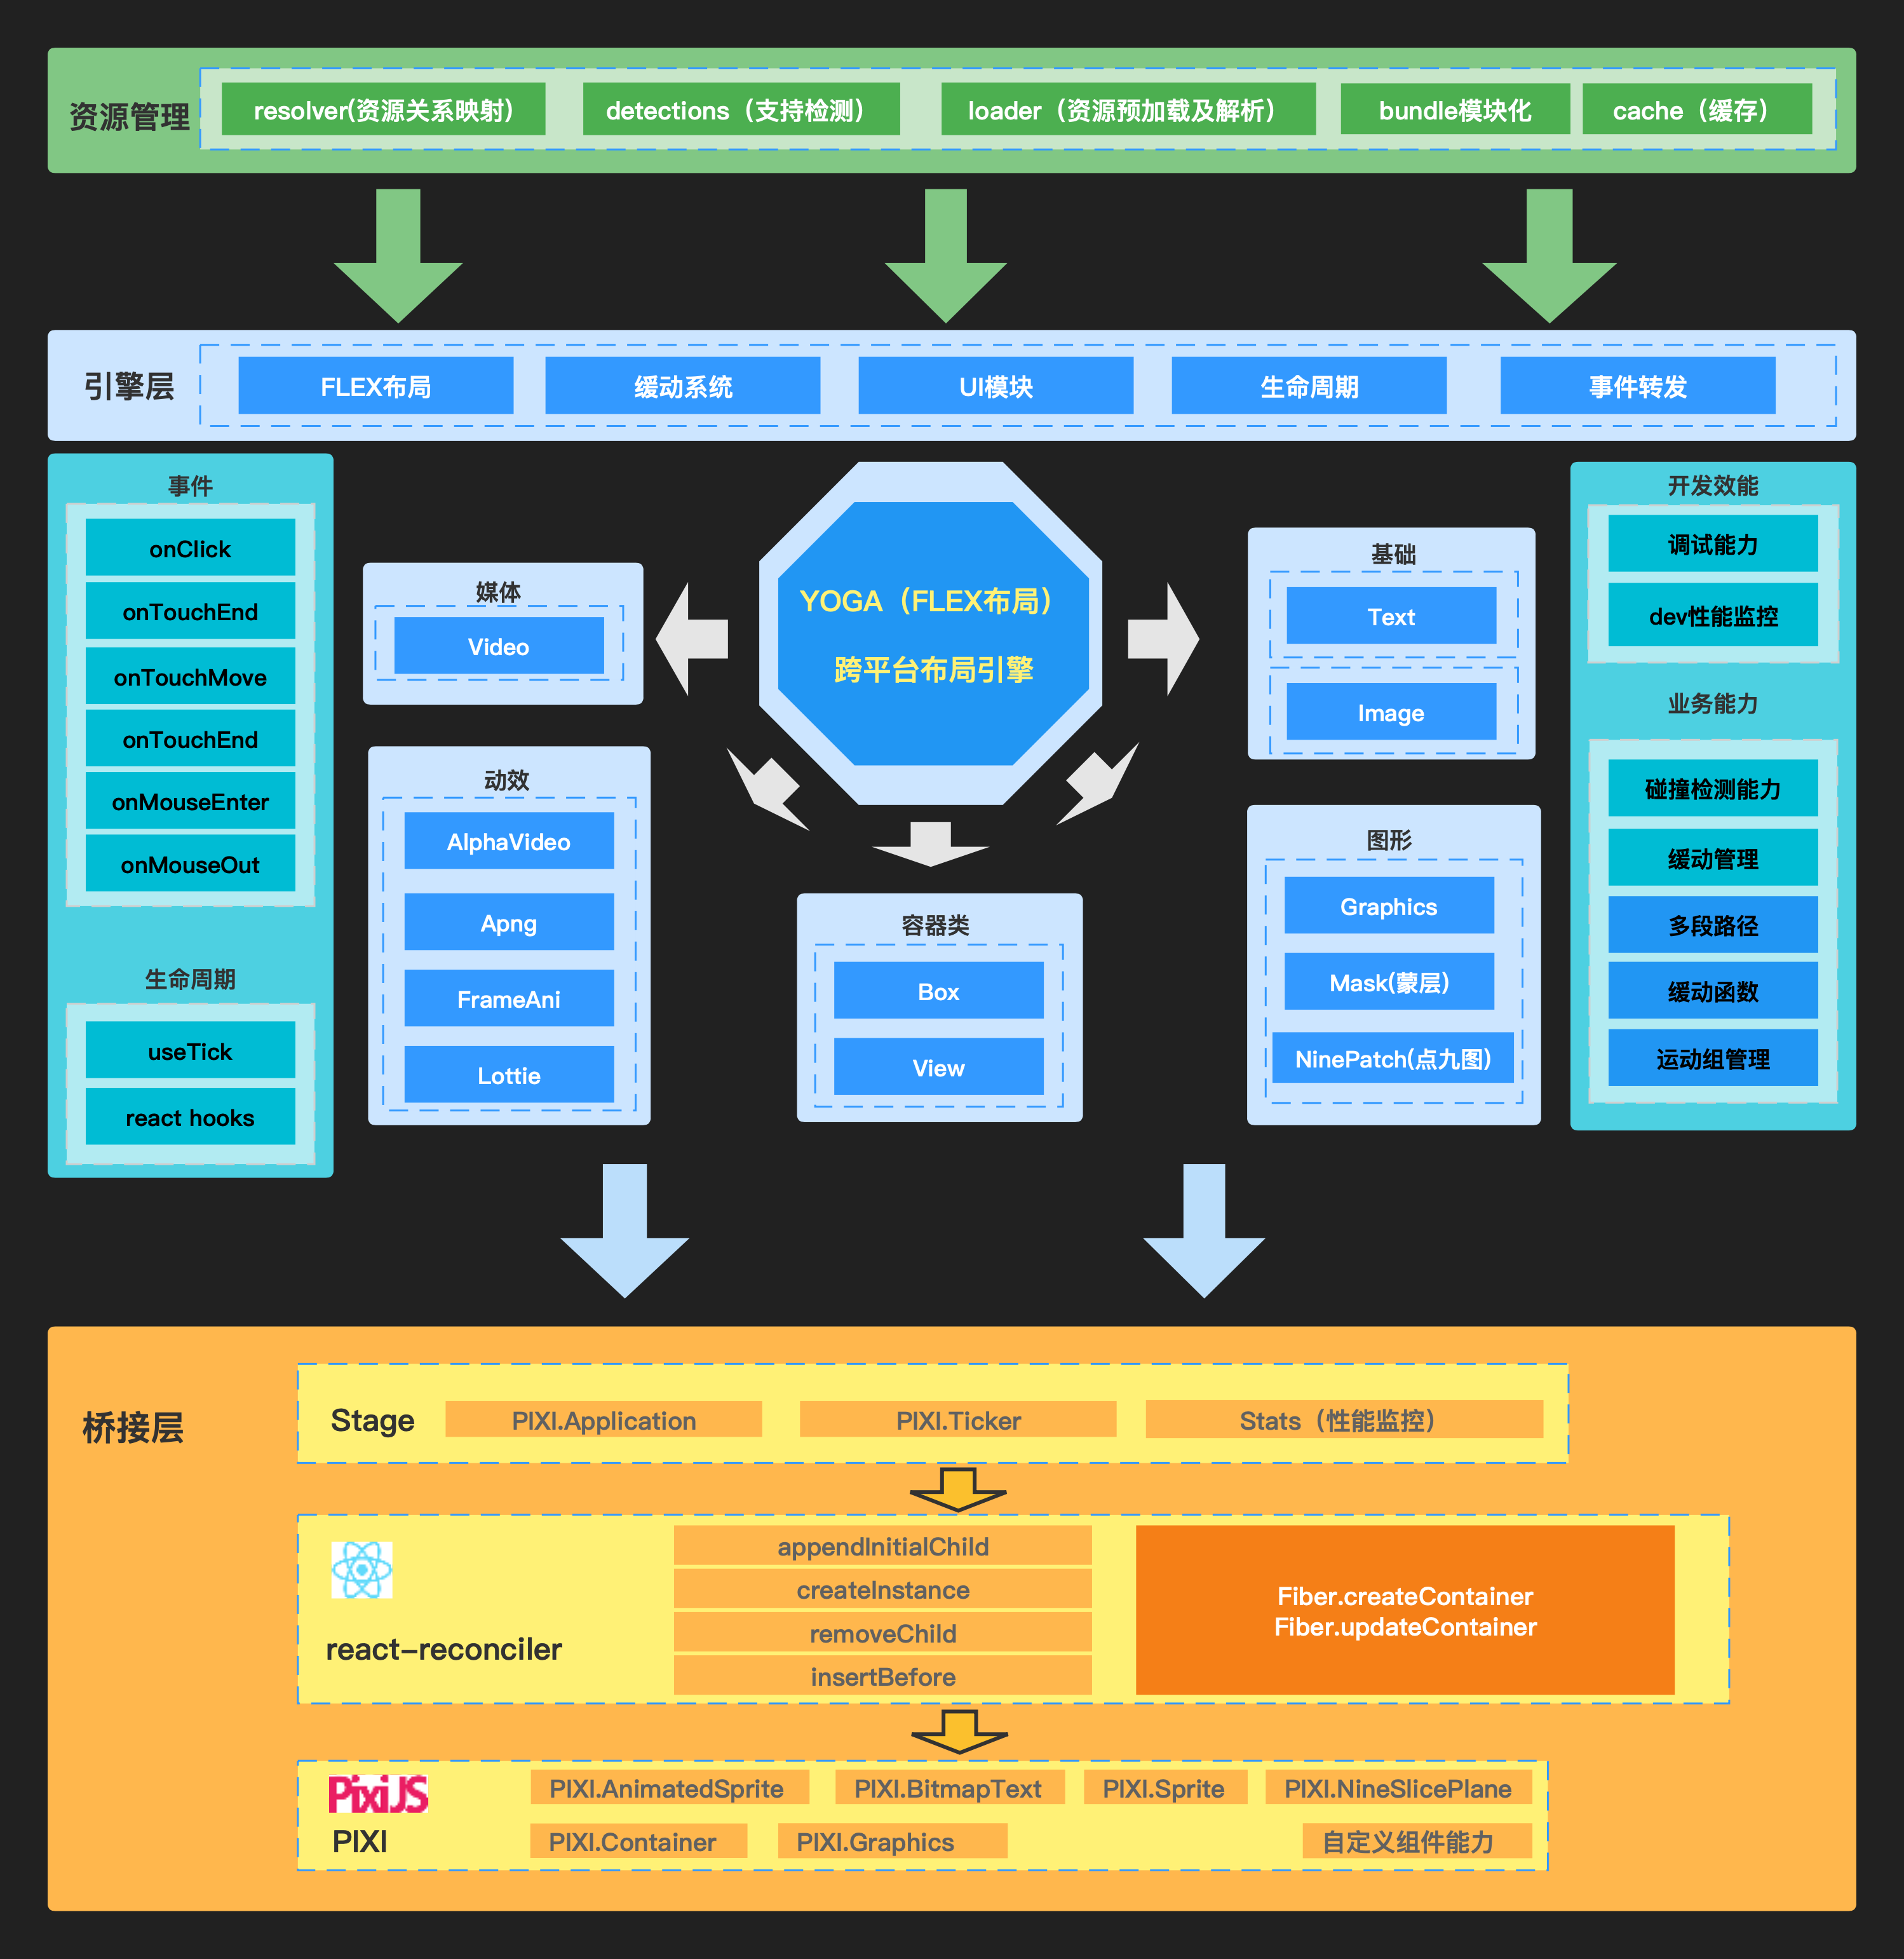 资源管理
resolver(资源关系映射)
detections（支持检测）
loader（资源预加载及解析）
bundle模块化
cache（缓存）
引擎层
FLEX布局
缓动系统
UI模块
生命周期
事件转发
事件
onClick
onTouchEnd
onTouchMove
onTouchEnd
onMouseEnter
onMouseOut
生命周期
useTick
react hooks
媒体
Video
动效
AlphaVideo
Apng
FrameAni
Lottie
YOGA（FLEX布局）
跨平台布局引擎
容器类
Box
View
基础
Text
Image
图形
Graphics
Mask(蒙层)
NinePatch(点九图)
开发效能
调试能力
dev性能监控
业务能力
碰撞检测能力
缓动管理
多段路径
缓动函数
运动组管理
桥接层
Stage
PIXI.Application
PIXI.Ticker
Stats（性能监控）
react-reconciler
appendInitialChild
createInstance
removeChild
insertBefore
Fiber.createContainer
Fiber.updateContainer
PixiJS
PIXI
PIXI.AnimatedSprite
PIXI.BitmapText
PIXI.Sprite
PIXI.NineSlicePlane
PIXI.Container
PIXI.Graphics
自定义组件能力